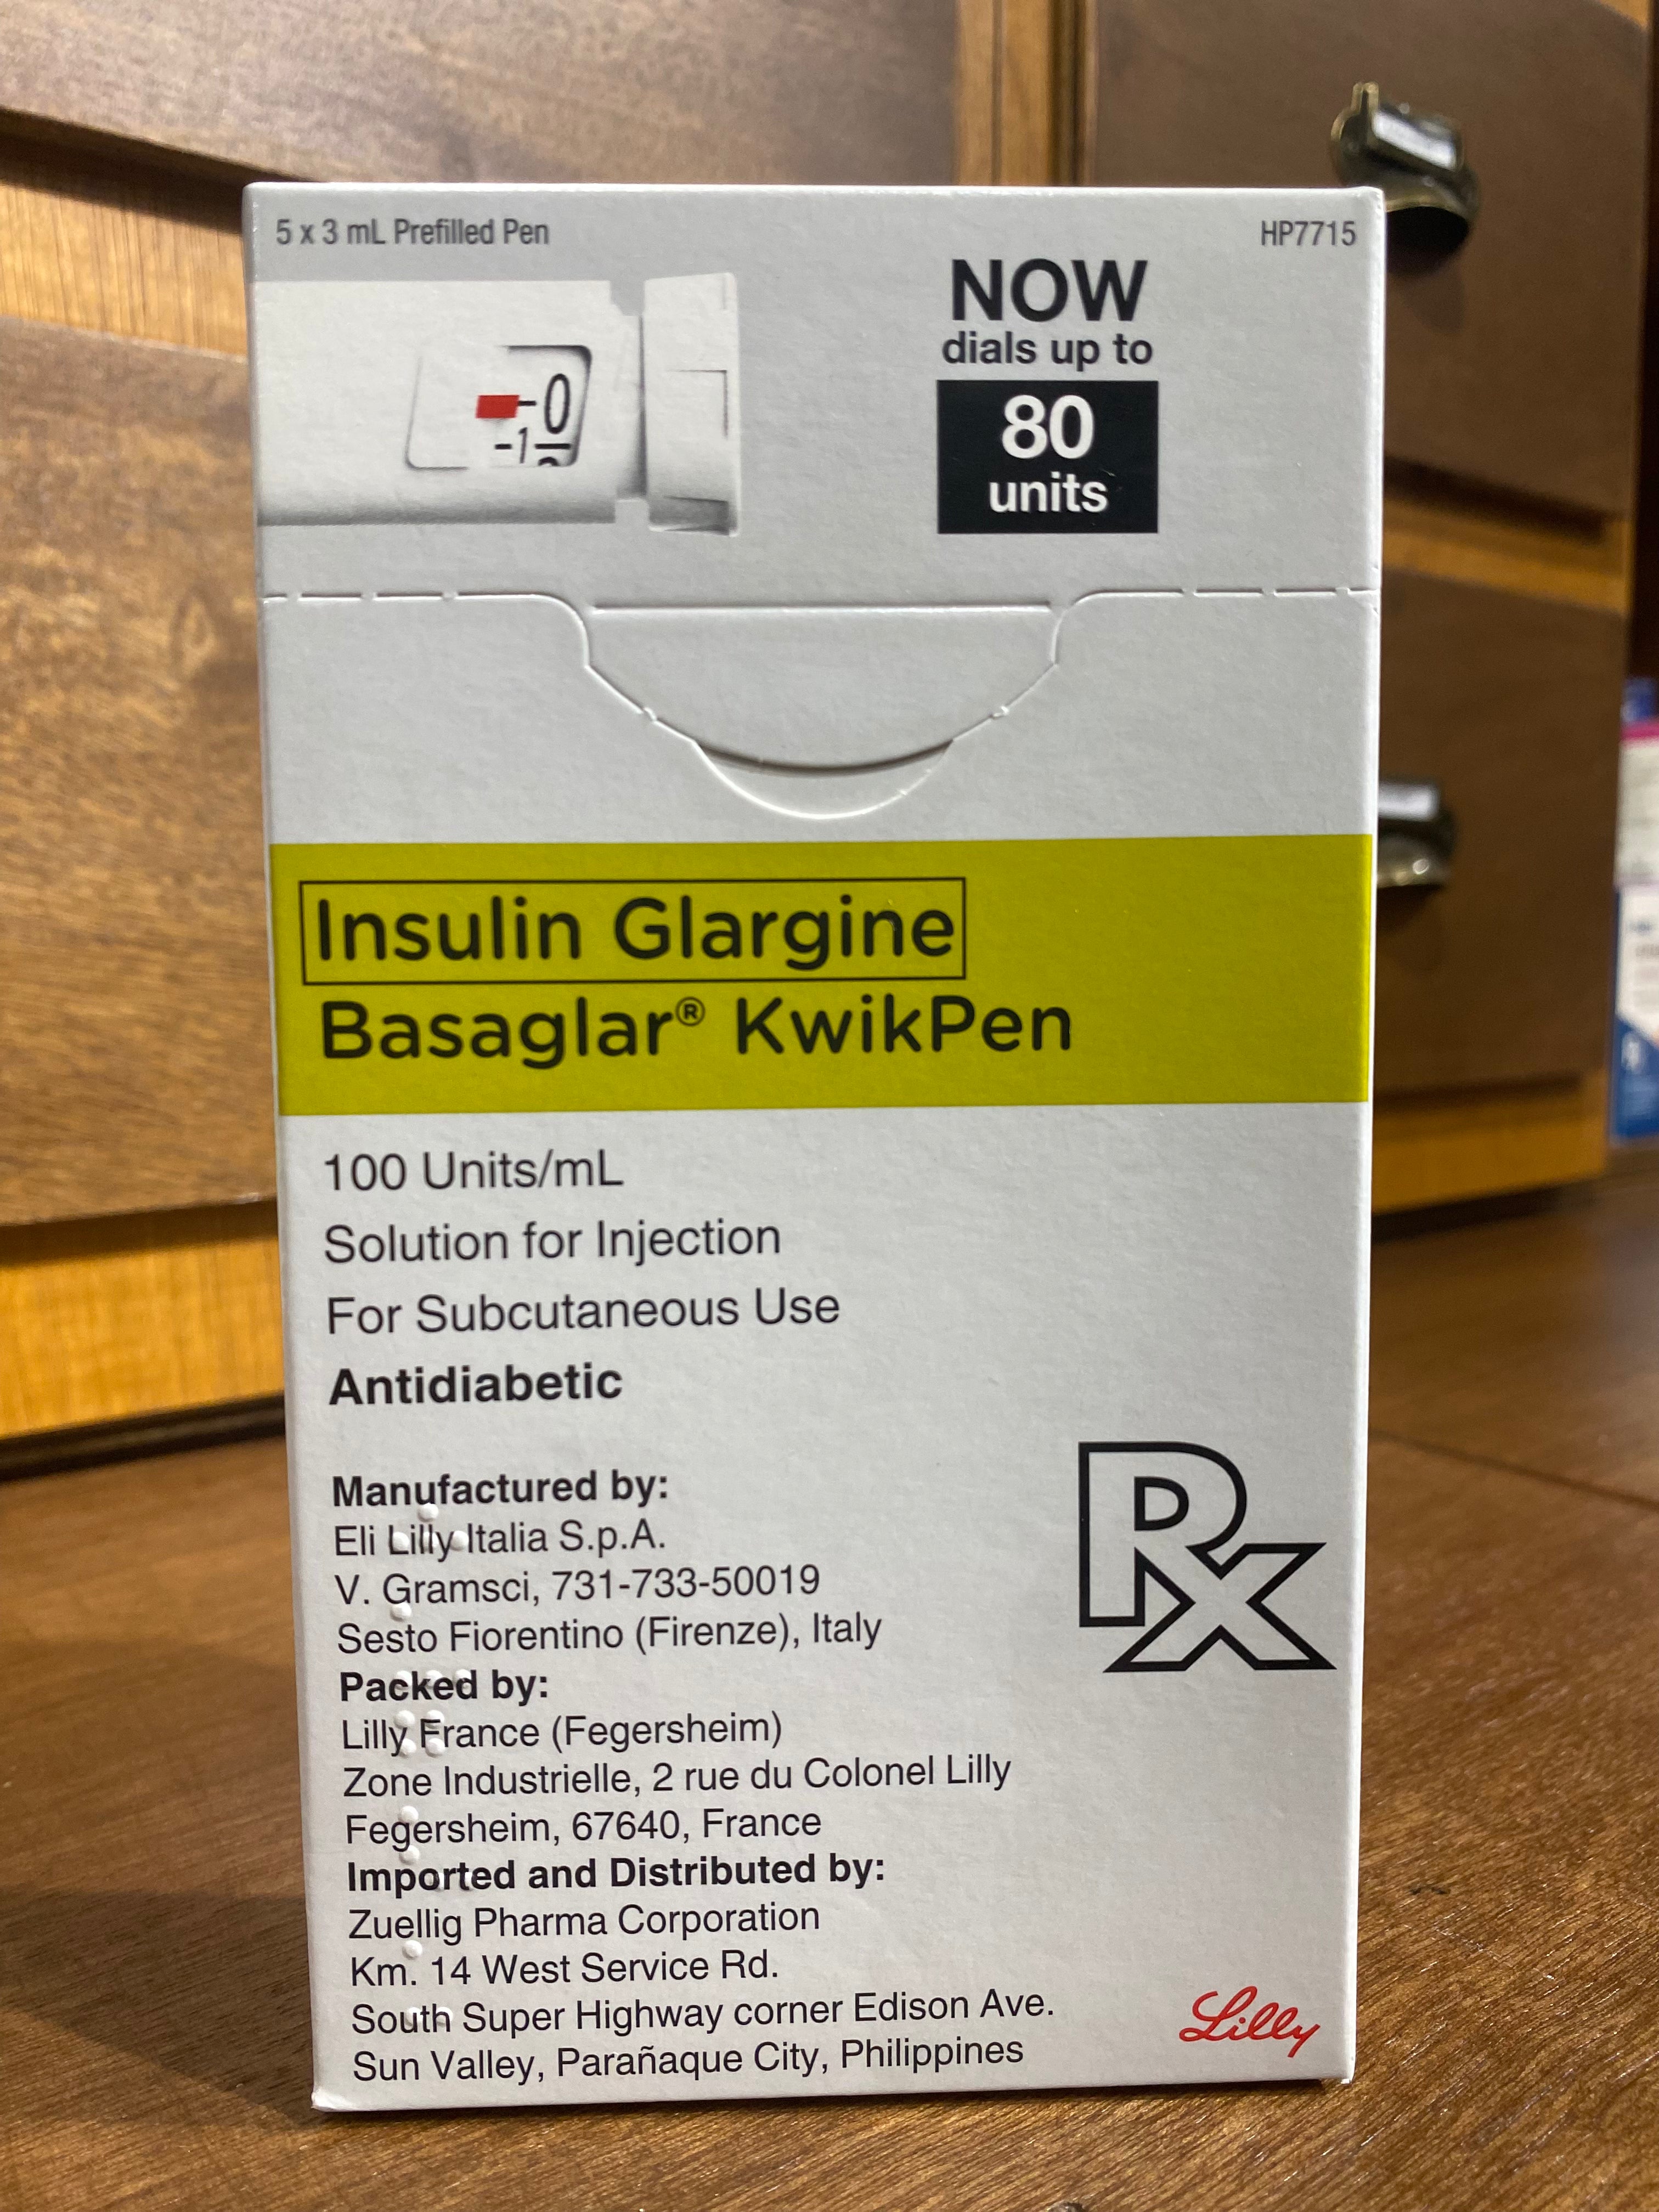 5 x 3 mL Prefilled Pen
HP7715
NOW
dials up to
80
units
-0
-1
Insulin Glargine
Basaglar® KwikPen
100 Units/mL
Solution for Injection
For Subcutaneous Use
Antidiabetic
Rx
Manufactured by:
Eli Lilly Italia S.p.A.
V. Gramsci, 731-733-50019
Sesto Fiorentino (Firenze), Italy
Packed by:
Lilly France (Fegersheim)
Zone Industrielle, 2 rue du Colonel Lilly
Fegersheim, 67640, France
Imported and Distributed by:
Zuellig Pharma Corporation
Km. 14 West Service Rd.
South Super Highway corner Edison Ave.
Sun Valley, Parañaque City, Philippines
Lilly